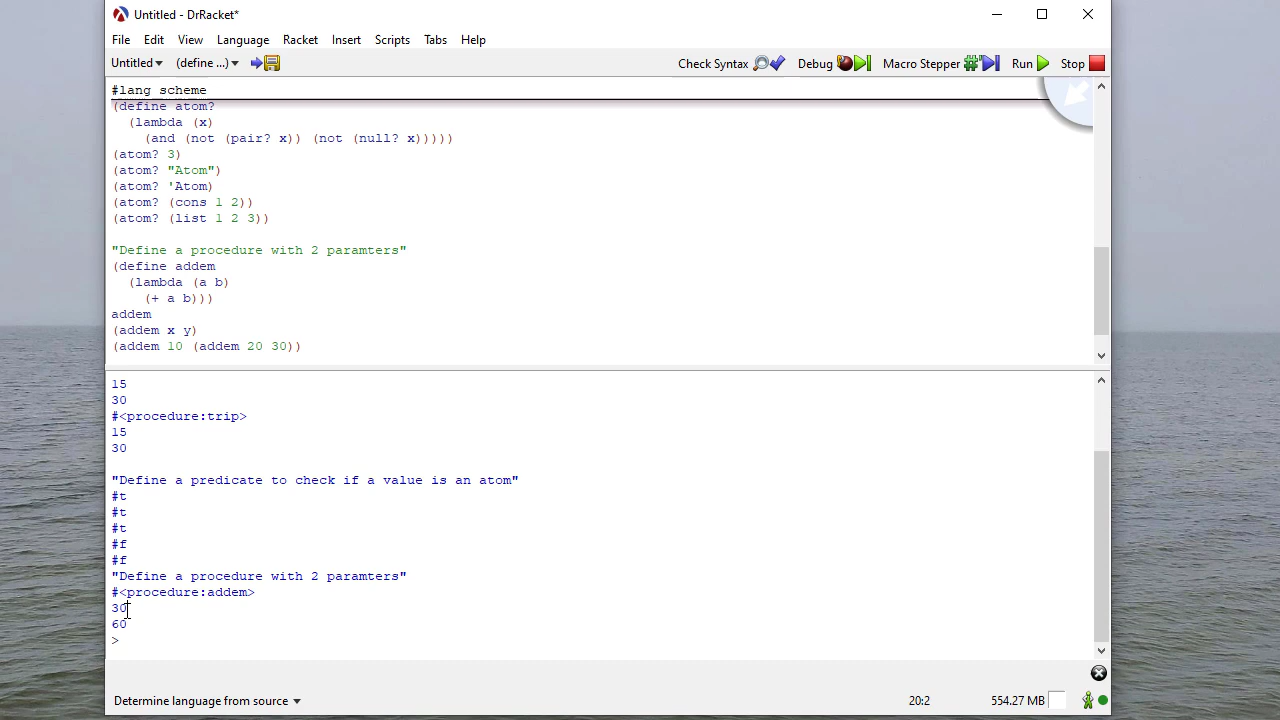 Untitled - DrRacket*
File Edit View Language Racket Insert Scripts Tabs Help
Untitled (define ...) Check Syntax Debug Macro Stepper Run Stop
#lang scheme
(define atom?
(lambda (x)
(and (not (pair? x)) (not (null? x)))))
(atom? 3)
(atom? "Atom")
(atom? 'Atom)
(atom? (cons 1 2))
(atom? (list 1 2 3))
"Define a procedure with 2 paramters"
(define addem
(lambda (a b)
(+ a b)))
addem
(addem x y)
(addem 10 (addem 20 30))
15
30
#<procedure:trip>
15
30
"Define a predicate to check if a value is an atom"
#t
#t
#t
#f
#f
"Define a procedure with 2 paramters"
#<procedure:addem>
30
60
>
Determine language from source 20:2 554.27 MB